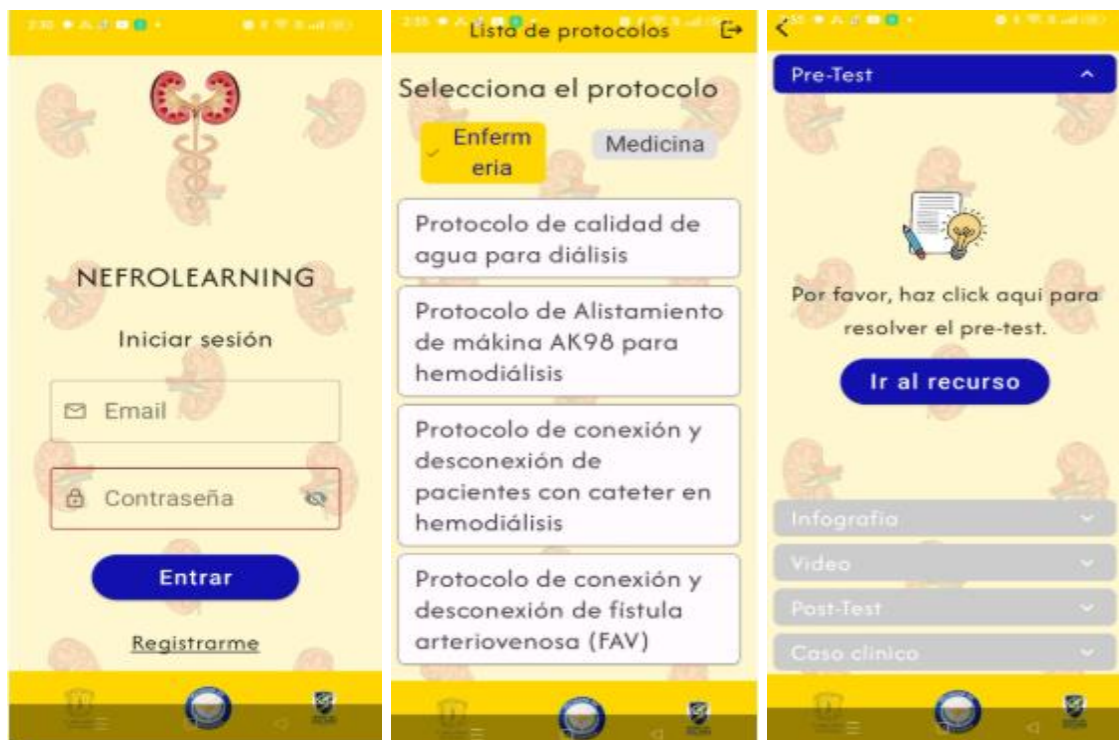 NEFROLEARNING
Iniciar sesión
Email
Contraseña
Entrar
Registrarme
Lista de protocolos
Selecciona el protocolo
Enferm
eria
Medicina
Protocolo de calidad de
agua para diálisis
Protocolo de Alistamiento
de mákina AK98 para
hemodiálisis
Protocolo de conexión y
desconexión de
pacientes con cateter en
hemodiálisis
Protocolo de conexión y
desconexión de fístula
arteriovenosa (FAV)
Pre-Test
Por favor, haz click aqui para
resolver el pre-test.
Ir al recurso
Infografía
Video
Post-Test
Caso clinico